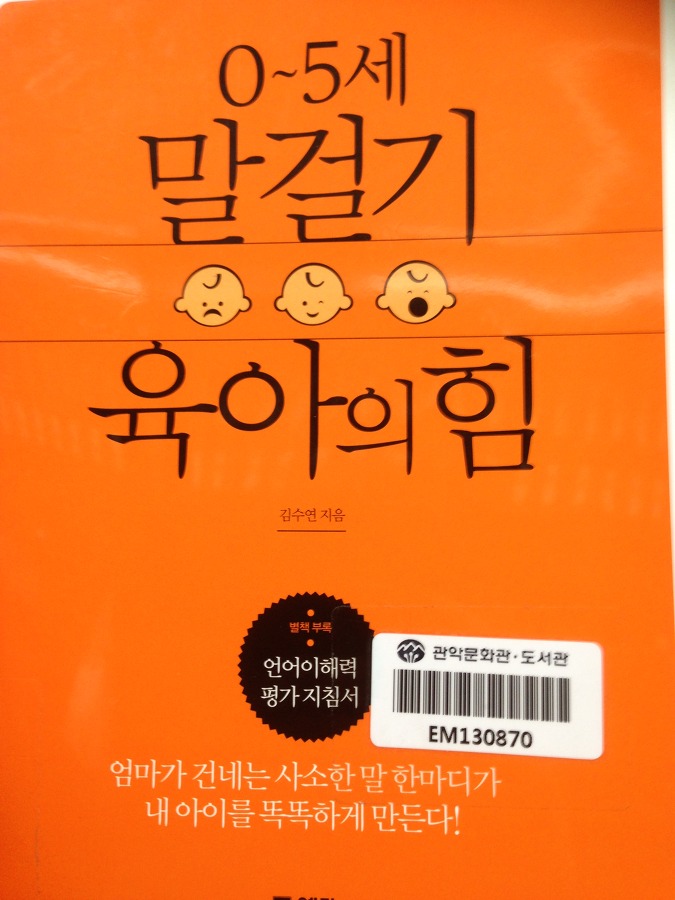 0~5세
말걸기
육아의 힘
김수연 지음
별책 부록
언어이해력
평가 지침서
관악문화관·도서관
EM130870
엄마가 건네는 사소한 말 한마디가
내 아이를 똑똑하게 만든다!